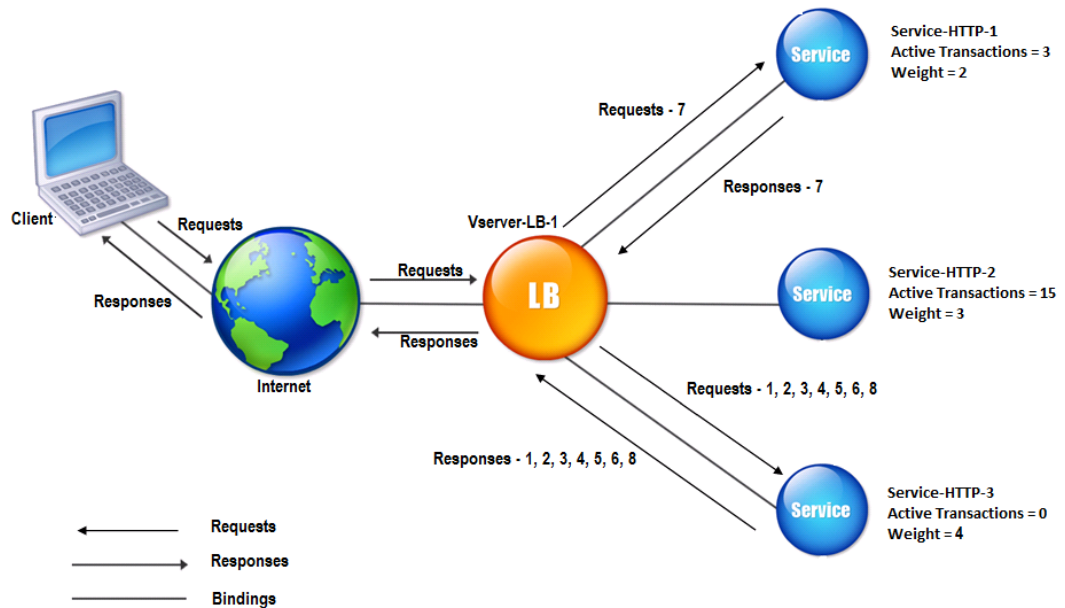 Service-HTTP-1
Active Transactions = 3
Weight = 2
Service
Requests - 7
Responses - 7
Client
Requests
Responses
Internet
Requests
Responses
Vserver-LB-1
LB
Service
Service-HTTP-2
Active Transactions = 15
Weight = 3
Requests - 1, 2, 3, 4, 5, 6, 8
Responses - 1, 2, 3, 4, 5, 6, 8
Service
Service-HTTP-3
Active Transactions = 0
Weight = 4
Requests
Responses
Bindings